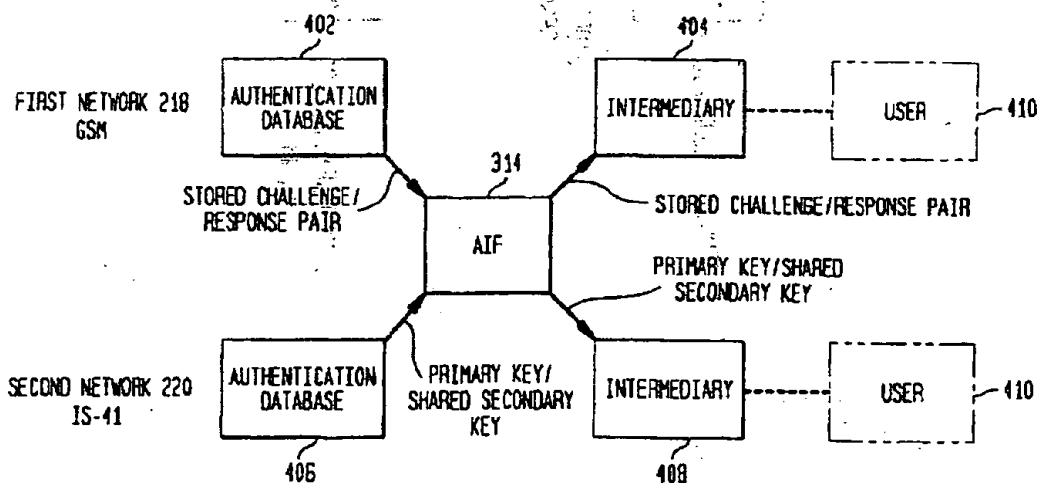 402
404
FIRST NETWORK 218
GSM
AUTHENTICATION
DATABASE
INTERMEDIARY
USER
410
314
STORED CHALLENGE/
RESPONSE PAIR
STORED CHALLENGE/RESPONSE PAIR
AIF
PRIMARY KEY/SHARED
SECONDARY KEY
SECOND NETWORK 220
IS-41
AUTHENTICATION
DATABASE
PRIMARY KEY/
SHARED SECONDARY
KEY
INTERMEDIARY
USER
410
406
408